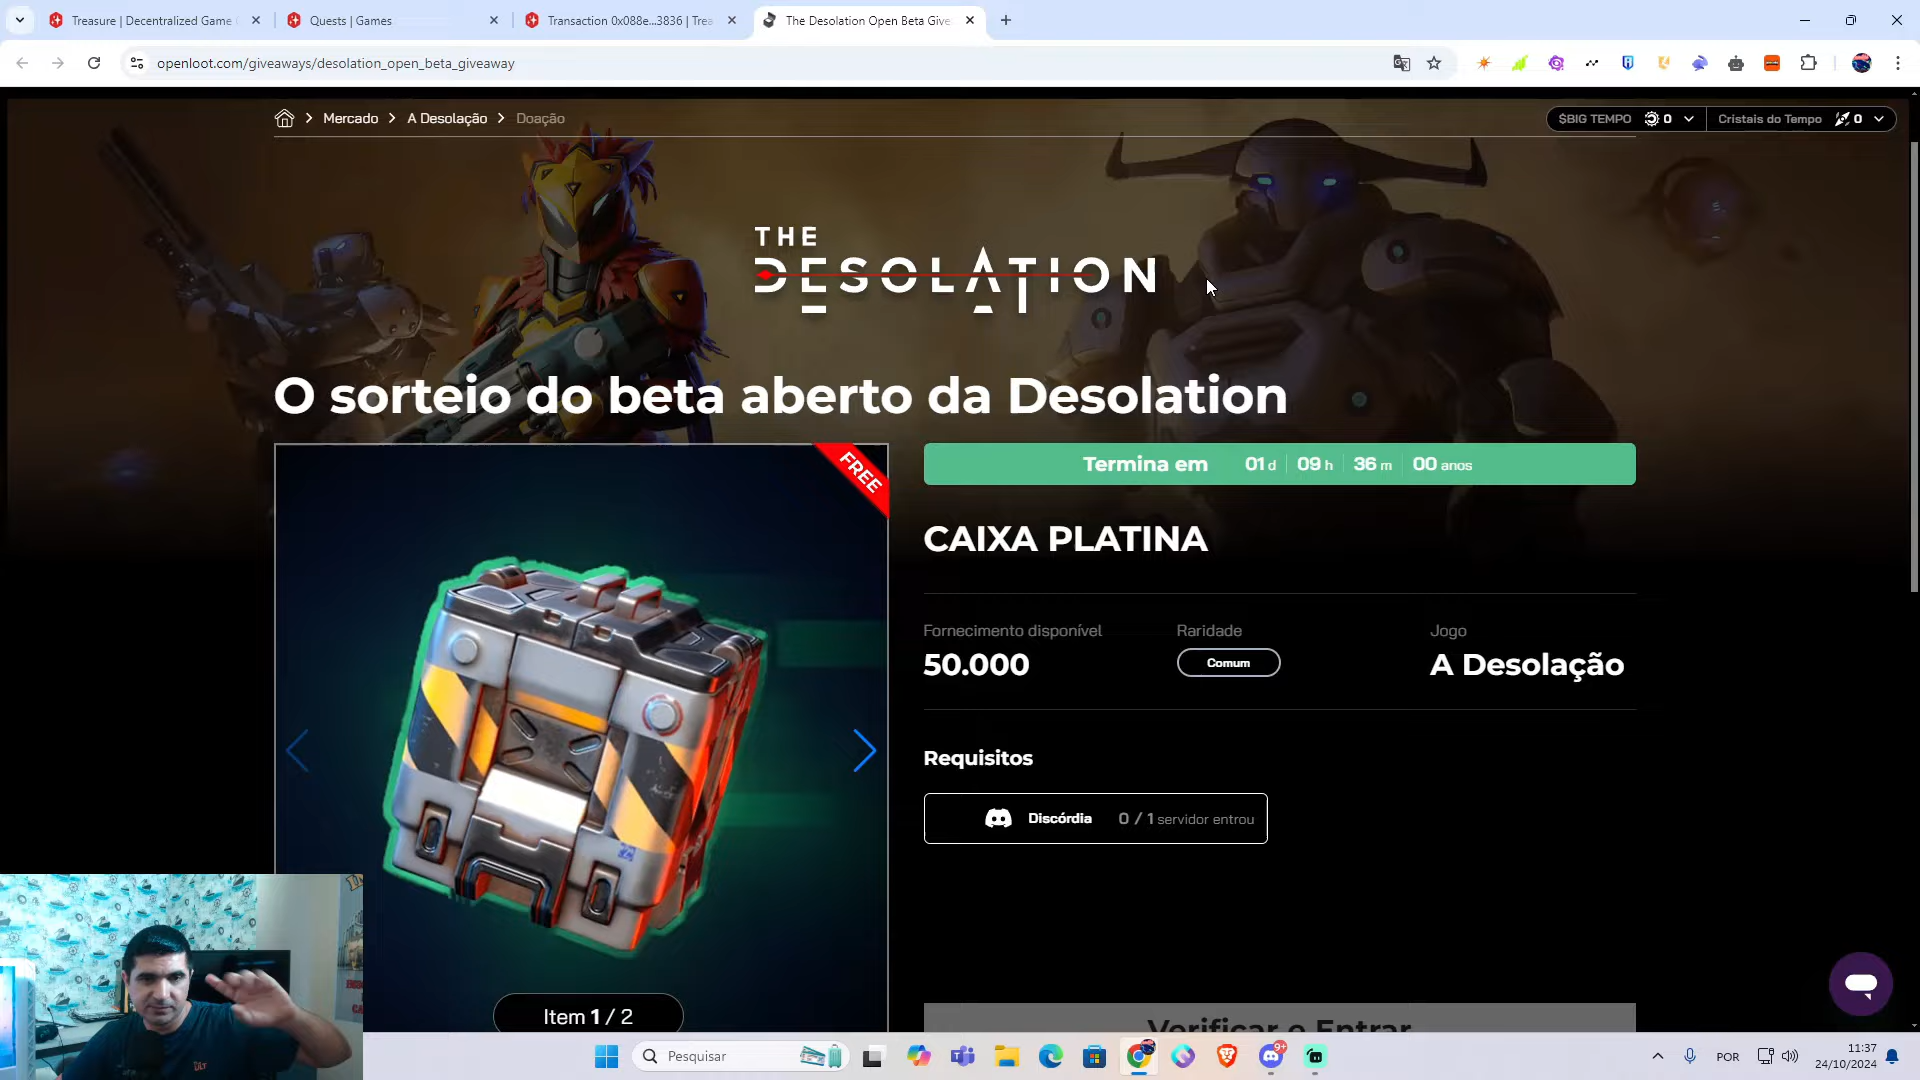 Treasure | Decentralized Game
Quests | Games
Transaction 0x088e...3836 | Trea
The Desolation Open Beta Give
openloot.com/giveaways/desolation_open_beta_giveaway
Mercado
A Desolação
Doação
$BIG TEMPO
0
Cristais do Tempo
0
THE
DESOLATION
O sorteio do beta aberto da Desolation
FREE
Termina em 01 d 09 h 36 m 00 anos
CAIXA PLATINA
Fornecimento disponível
50.000
Raridade
Comum
Jogo
A Desolação
Requisitos
Discórdia 0 / 1 servidor entrou
Item 1 / 2
Verificar e Entrar
Pesquisar
9+
POR
11:37
24/10/2024